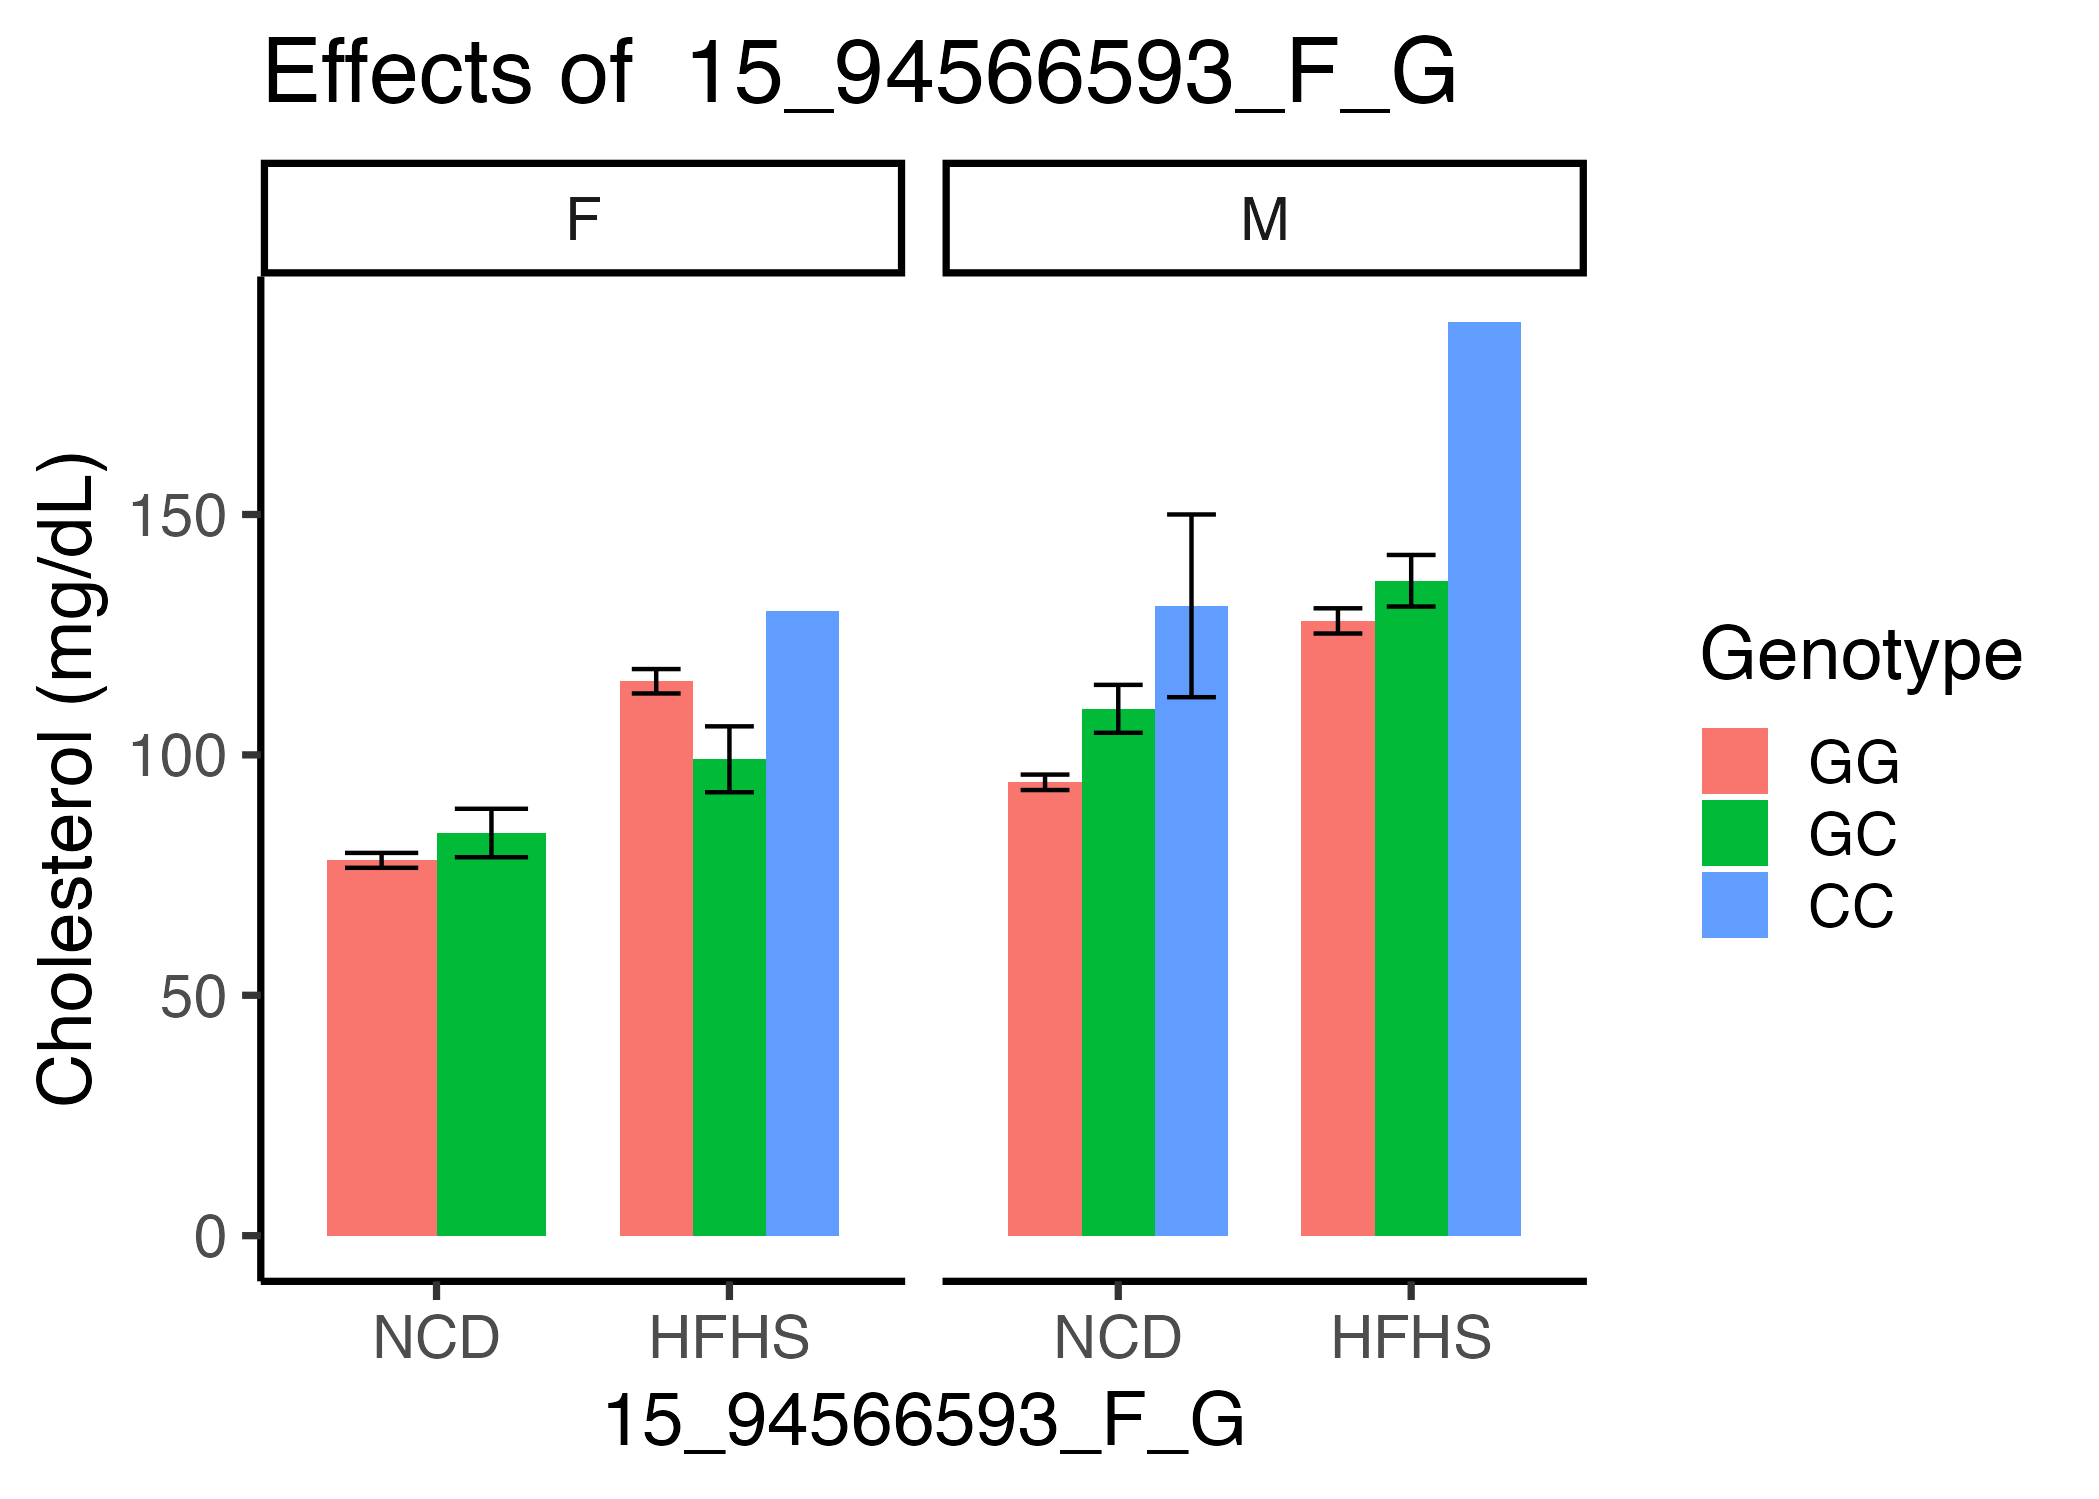 Effects of  15_94566593_F_G
F
M
Cholesterol (mg/dL)
150
100
50
0
NCD
HFHS
NCD
HFHS
15_94566593_F_G
Genotype
GG
GC
CC